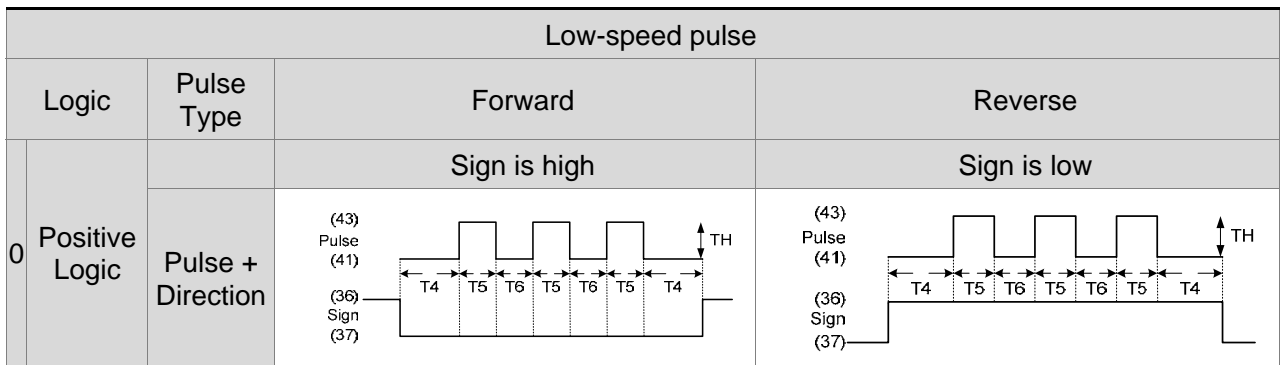 Low-speed pulse
Logic
Pulse
Type
Forward
Reverse
Sign is high
Sign is low
0
Positive
Logic
Pulse +
Direction
(43)
Pulse
(41)
TH
T4 T5 T6 T5 T6 T5 T4
(36)
Sign
(37)
(43)
Pulse
(41)
TH
T4 T5 T6 T5 T6 T5 T4
(36)
Sign
(37)